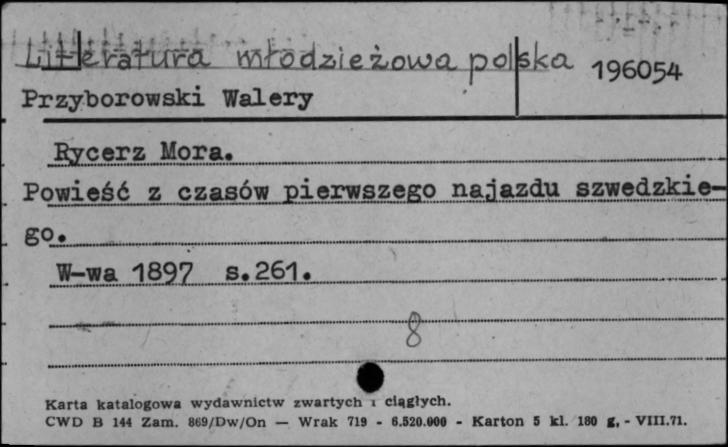 Literatura młodzieżowa polska
196054
Przyborowski Walery
Rycerz Mora.
Powieść z czasów pierwszego najazdu szwedzkie-
go.
W-wa 1897 s.261.
8
Karta katalogowa wydawnictw zwartych i ciągłych.
CWD B 144 Zam. 869/Dw/On — Wrak 719 - 6.520.000 - Karton 5 kl. 180 g. - VIII.71.